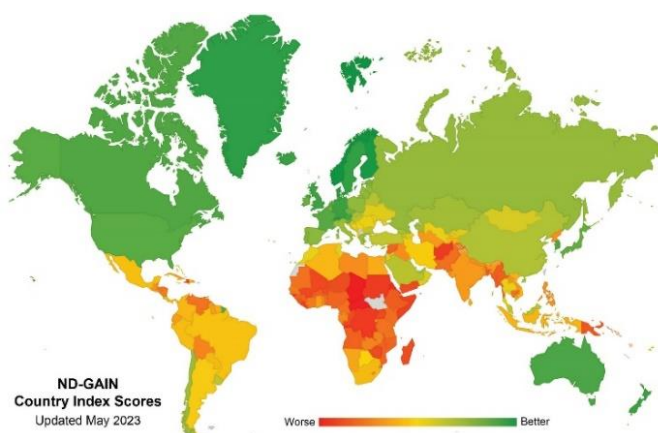 ND-GAIN
Country Index Scores
Updated May 2023
Worse Better